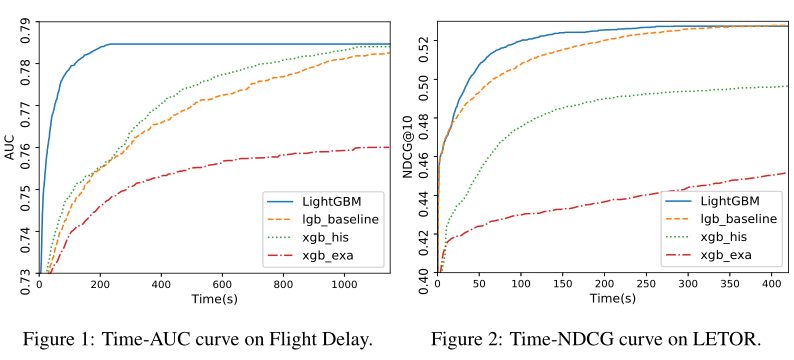 0.79
0.78
0.77
0.76
0.75
0.74
0.73
AUC
0
200
400
600
800
1000
Time(s)
LightGBM
lgb_baseline
xgb_his
xgb_exa
Figure 1: Time-AUC curve on Flight Delay.
0.52
0.50
0.48
0.46
0.44
0.42
0.40
NDCG@10
0
50
100
150
200
250
300
350
400
Time(s)
LightGBM
lgb_baseline
xgb_his
xgb_exa
Figure 2: Time-NDCG curve on LETOR.